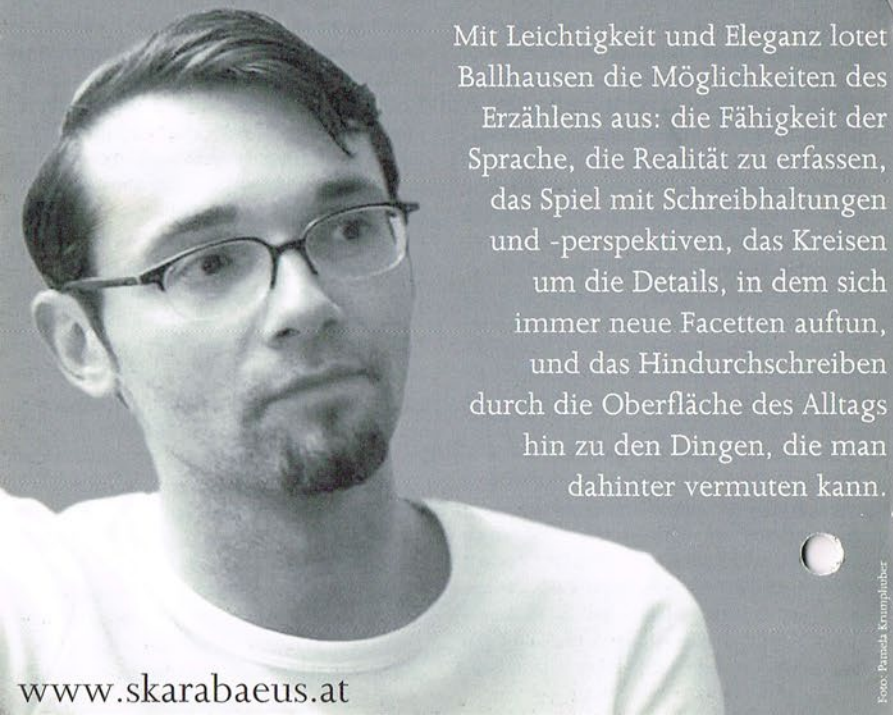 Mit Leichtigkeit und Eleganz lotet
Ballhausen die Möglichkeiten des
Erzählens aus: die Fähigkeit der
Sprache, die Realität zu erfassen,
das Spiel mit Schreibhaltungen
und -perspektiven, das Kreisen
um die Details, in dem sich
immer neue Facetten auftun,
und das Hindurchschreiben
durch die Oberfläche des Alltags
hin zu den Dingen, die man
dahinter vermuten kann.
Foto: Pamela Krumphuber
www.skarabaeus.at